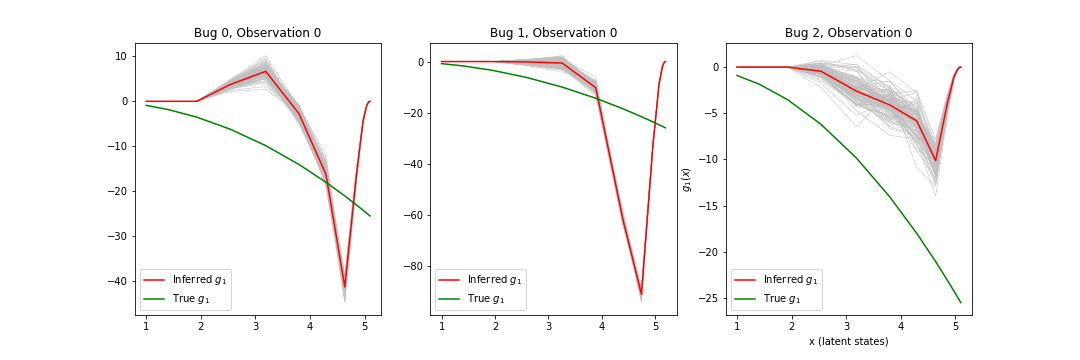 Bug 0, Observation 0
10
0
−10
−20
−30
−40
1 2 3 4 5
Inferred g₁
True g₁
Bug 1, Observation 0
0
−20
−40
−60
−80
1 2 3 4 5
Inferred g₁
True g₁
Bug 2, Observation 0
g₁(x)
0
−5
−10
−15
−20
−25
1 2 3 4 5
x (latent states)
Inferred g₁
True g₁